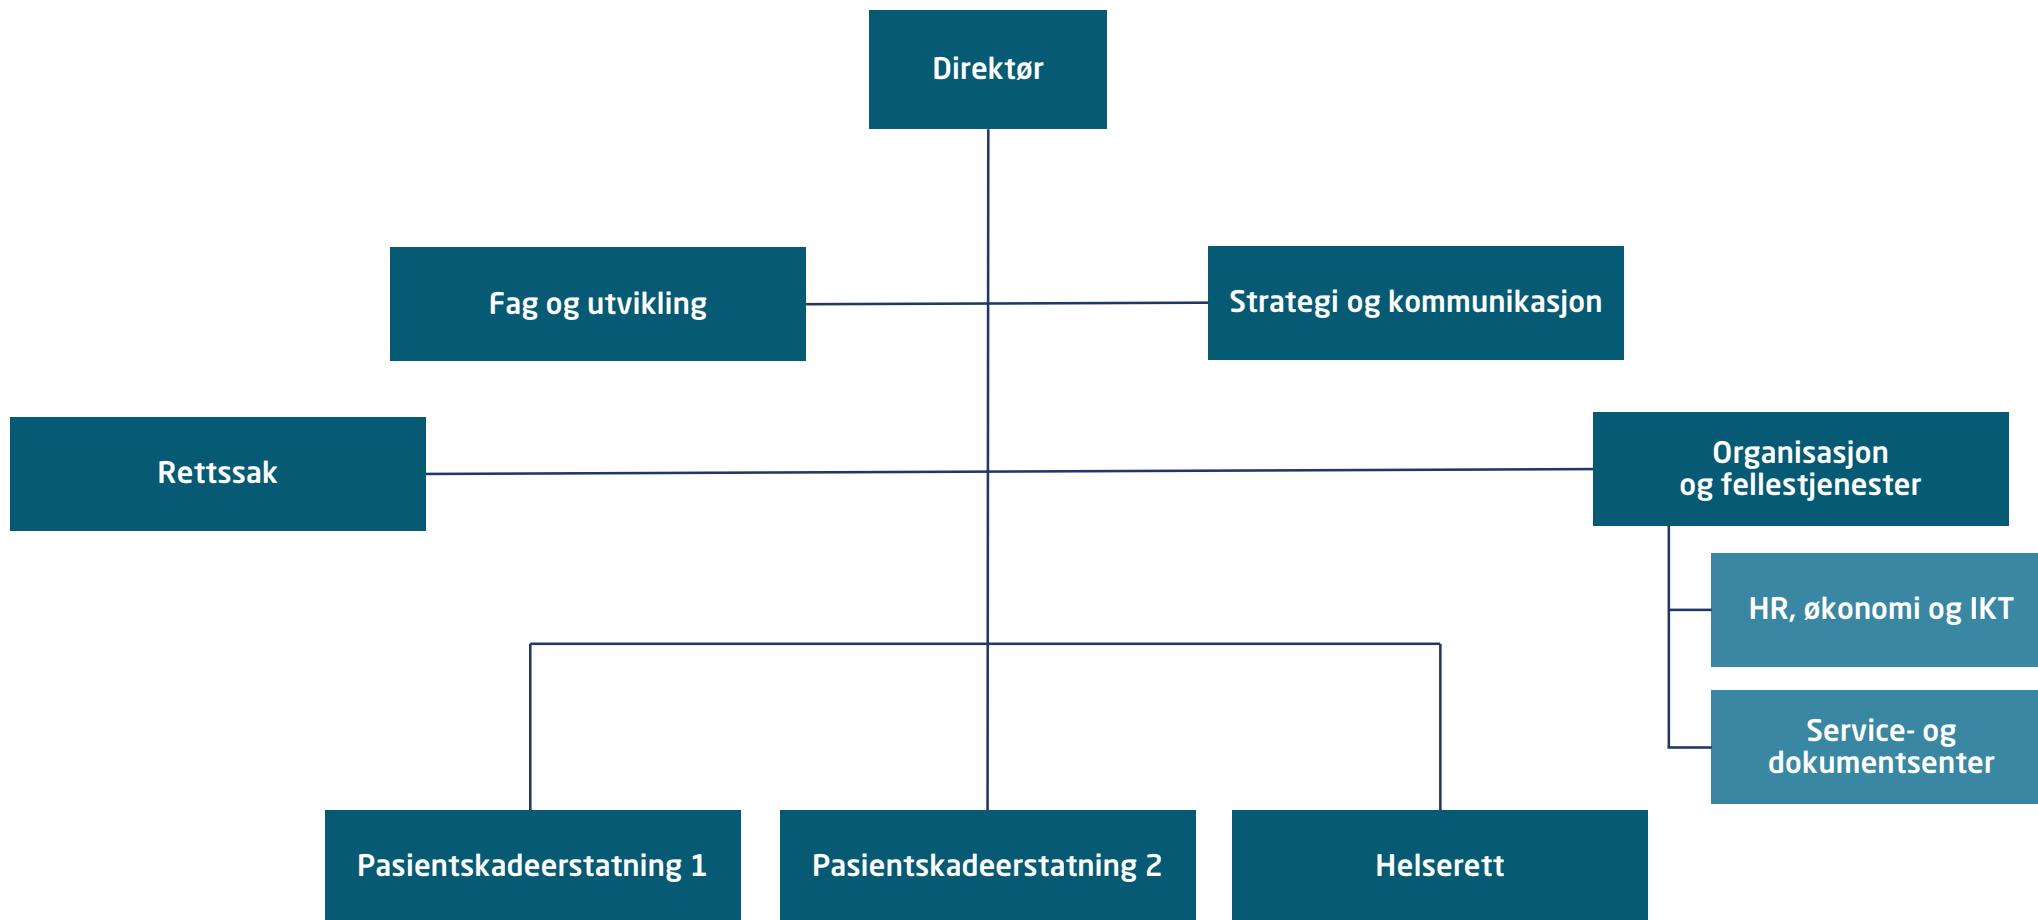 Direktør
Fag og utvikling
Strategi og kommunikasjon
Rettssak
Organisasjon
og fellestjenester
HR, økonomi og IKT
Service- og
dokumentsenter
Pasientskadeerstatning 1
Pasientskadeerstatning 2
Helserett